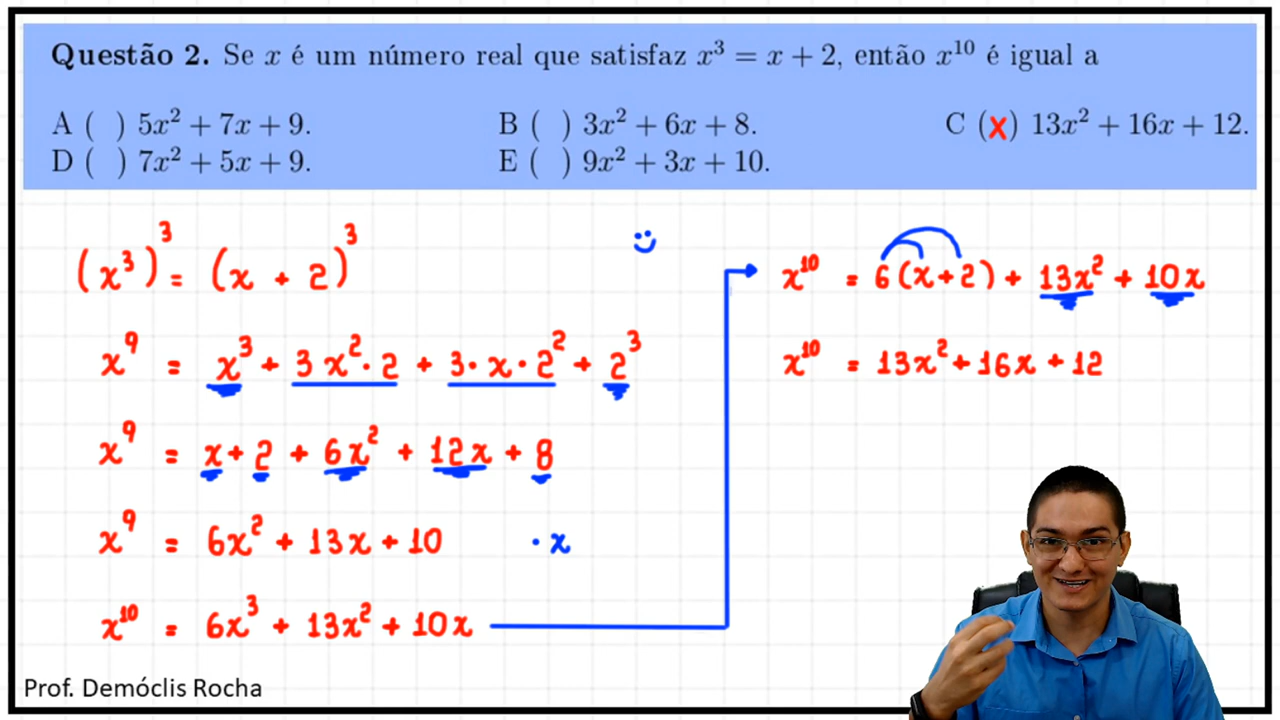 Questão 2. Se x é um número real que satisfaz x³ = x + 2, então x¹⁰ é igual a
A ( ) 5x² + 7x + 9. B ( ) 3x² + 6x + 8. C (x) 13x² + 16x + 12.
D ( ) 7x² + 5x + 9. E ( ) 9x² + 3x + 10.
(x³)³ = (x + 2)³
x⁹ = x³ + 3x²·2 + 3·x·2² + 2³
x⁹ = x + 2 + 6x² + 12x + 8
x⁹ = 6x² + 13x + 10 ·x
x¹⁰ = 6x³ + 13x² + 10x
x¹⁰ = 6(x+2) + 13x² + 10x
x¹⁰ = 13x² + 16x + 12
Prof. Demóclis Rocha